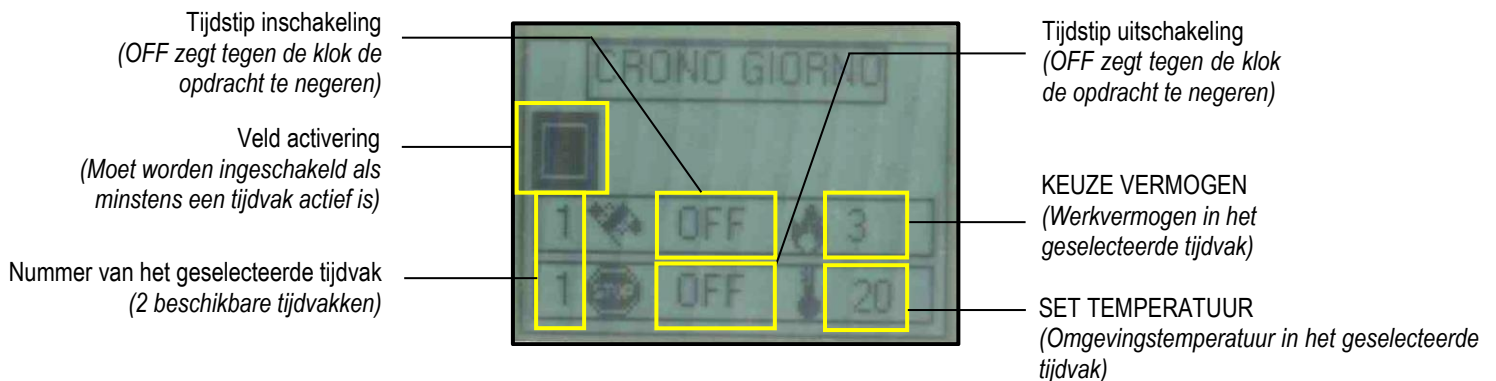 Tijdstip inschakeling
(OFF zegt tegen de klok de
opdracht te negeren)
Veld activering
(Moet worden ingeschakeld als
minstens een tijdvak actief is)
Nummer van het geselecteerde tijdvak
(2 beschikbare tijdvakken)
CRONO GIORNO
1 OFF 3
1 STOP OFF 20
Tijdstip uitschakeling
(OFF zegt tegen de klok
de opdracht te negeren)
KEUZE VERMOGEN
(Werkvermogen in het
geselecteerde tijdvak)
SET TEMPERATUUR
(Omgevingstemperatuur in het geselecteerde
tijdvak)